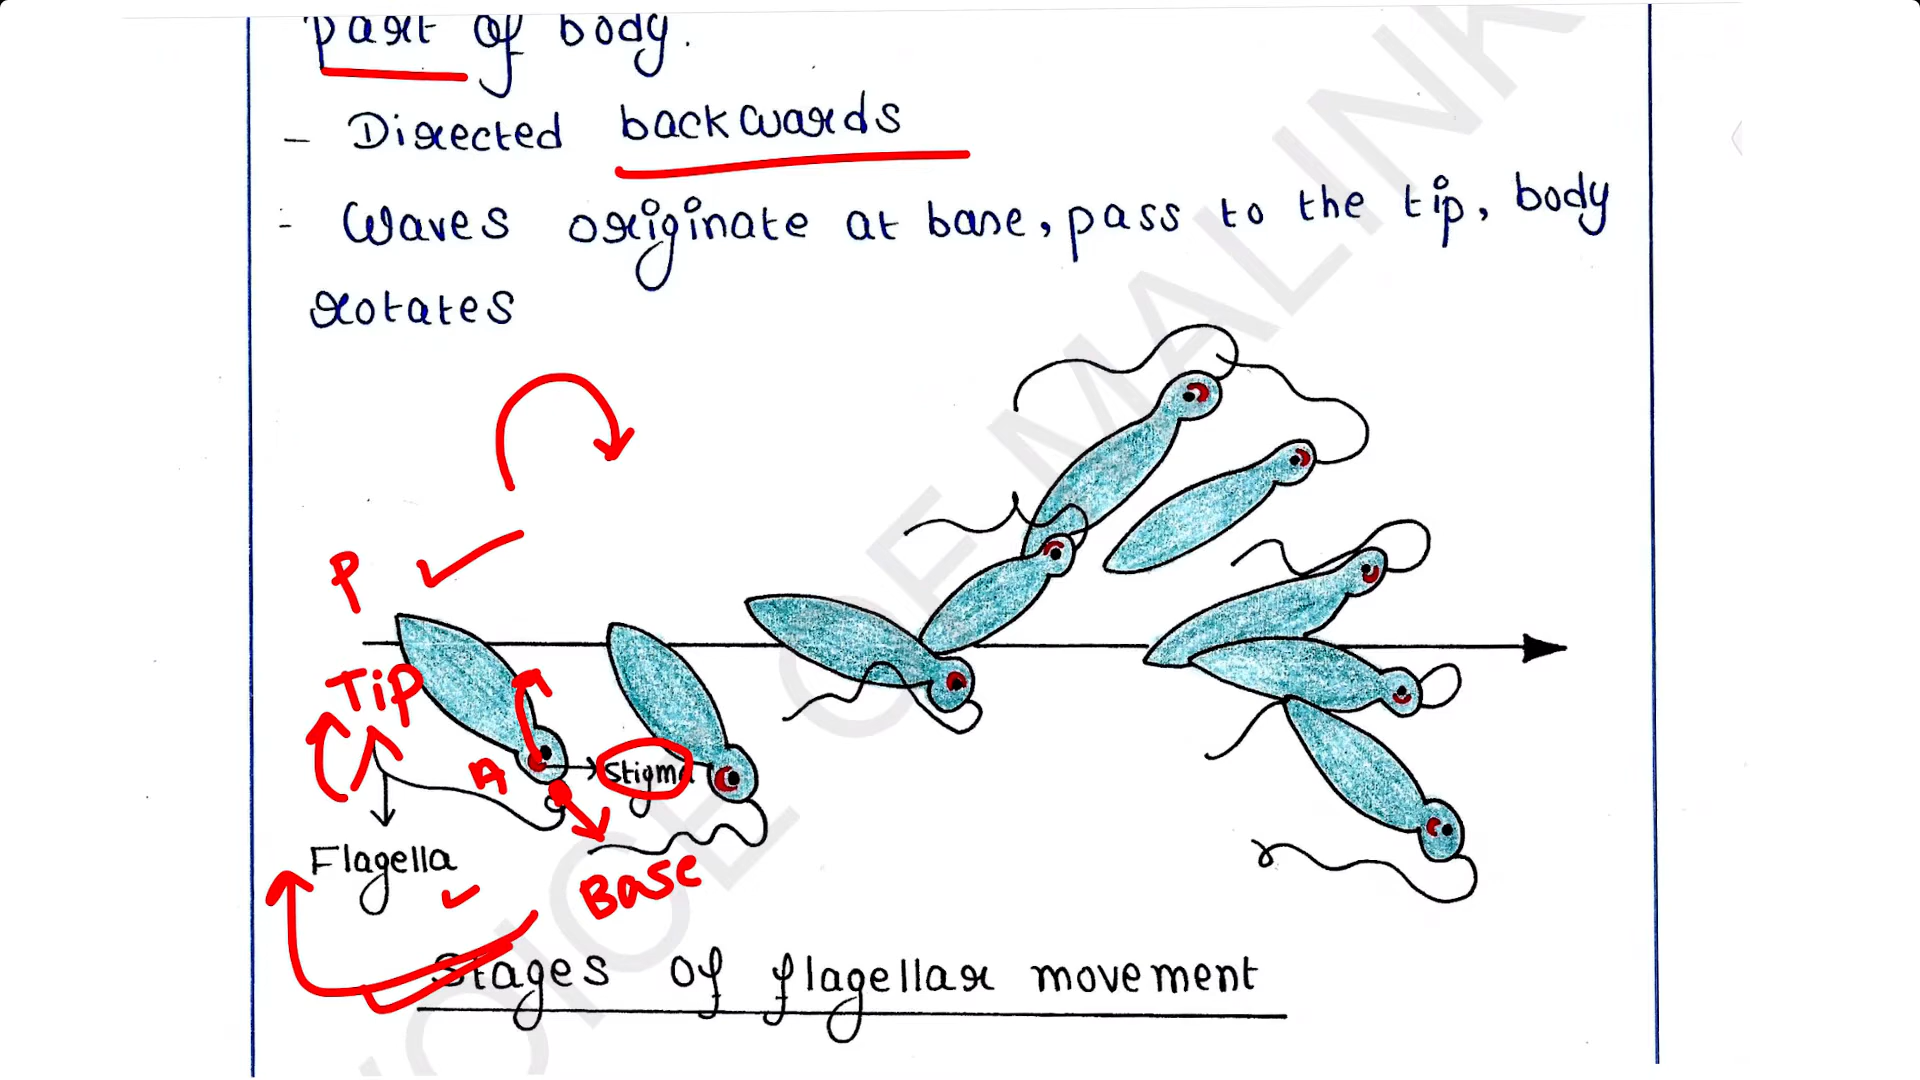 part of body.
- Directed backwards
- Waves originate at base, pass to the tip, body
rotates
P
Tip
A
Stigma
Flagella
Base
Stages of flagellar movement